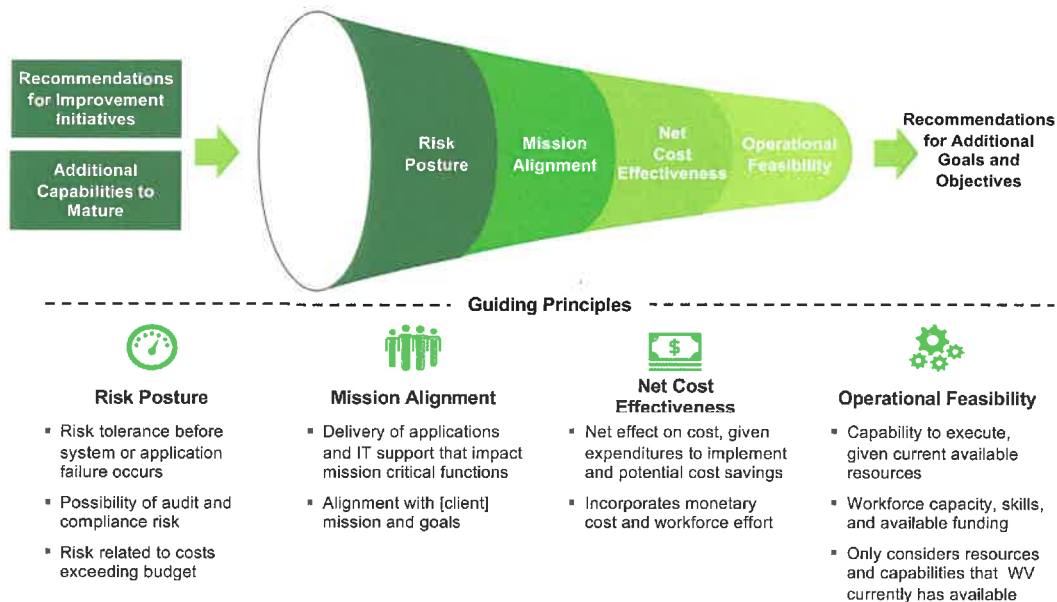 Recommendations
for Improvement
Initiatives
Additional
Capabilities to
Mature
Risk
Posture
Mission
Alignment
Net
Cost
Effectiveness
Operational
Feasibility
Recommendations
for Additional
Goals and
Objectives
Guiding Principles
Risk Posture
▪ Risk tolerance before
system or application
failure occurs
▪ Possibility of audit and
compliance risk
▪ Risk related to costs
exceeding budget
Mission Alignment
▪ Delivery of applications
and IT support that impact
mission critical functions
▪ Alignment with [client]
mission and goals
$
Net Cost
Effectiveness
▪ Net effect on cost, given
expenditures to implement
and potential cost savings
▪ Incorporates monetary
cost and workforce effort
Operational Feasibility
▪ Capability to execute,
given current available
resources
▪ Workforce capacity, skills,
and available funding
▪ Only considers resources
and capabilities that WV
currently has available